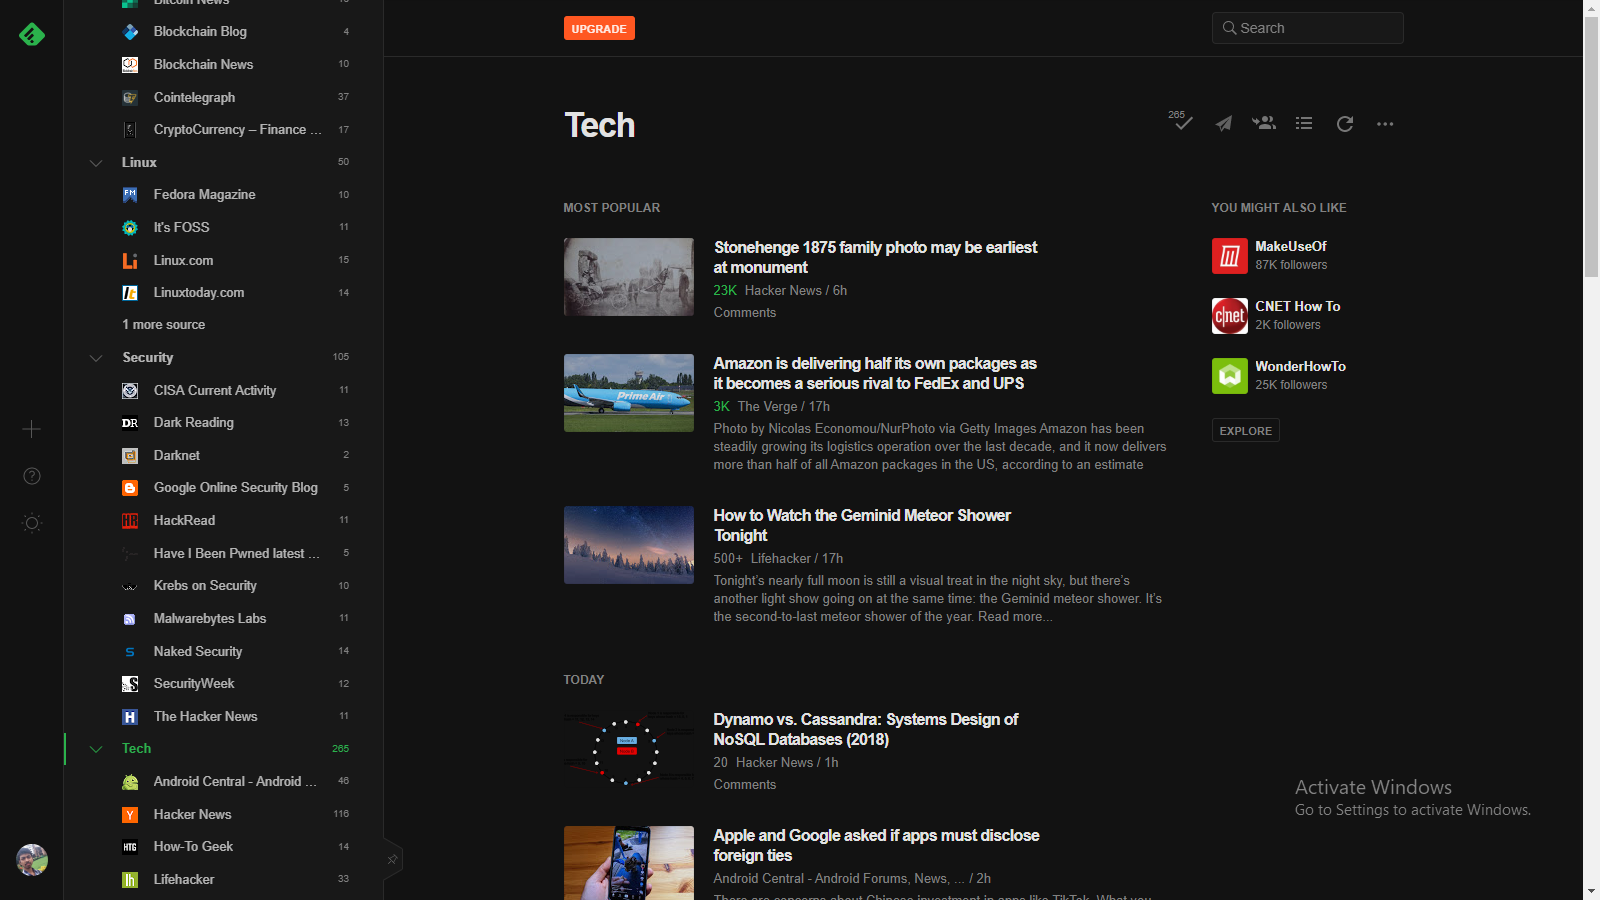 Bitcoin News
Blockchain Blog 4
Blockchain News 10
Cointelegraph 37
CryptoCurrency – Finance ... 17
Linux 50
Fedora Magazine 10
It's FOSS 11
Linux.com 15
Linuxtoday.com 14
1 more source
Security 105
CISA Current Activity 11
Dark Reading 13
Darknet 2
Google Online Security Blog 5
HackRead 11
Have I Been Pwned latest ... 5
Krebs on Security 10
Malwarebytes Labs 11
Naked Security 14
SecurityWeek 12
The Hacker News 11
Tech 265
Android Central - Android ... 46
Hacker News 116
How-To Geek 14
Lifehacker 33
UPGRADE
Search
Tech
265
MOST POPULAR
Stonehenge 1875 family photo may be earliest
at monument
23K Hacker News / 6h
Comments
Amazon is delivering half its own packages as
it becomes a serious rival to FedEx and UPS
3K The Verge / 17h
Photo by Nicolas Economou/NurPhoto via Getty Images Amazon has been
steadily growing its logistics operation over the last decade, and it now delivers
more than half of all Amazon packages in the US, according to an estimate
prime Air
How to Watch the Geminid Meteor Shower
Tonight
500+ Lifehacker / 17h
Tonight's nearly full moon is still a visual treat in the night sky, but there's
another light show going on at the same time: the Geminid meteor shower. It's
the second-to-last meteor shower of the year. Read more...
TODAY
Dynamo vs. Cassandra: Systems Design of
NoSQL Databases (2018)
20 Hacker News / 1h
Comments
Apple and Google asked if apps must disclose
foreign ties
Android Central - Android Forums, News, ... / 2h
There are concerns about Chinese investment in apps like TikTok. What you
YOU MIGHT ALSO LIKE
MakeUseOf
87K followers
CNET How To
2K followers
WonderHowTo
25K followers
EXPLORE
Activate Windows
Go to Settings to activate Windows.